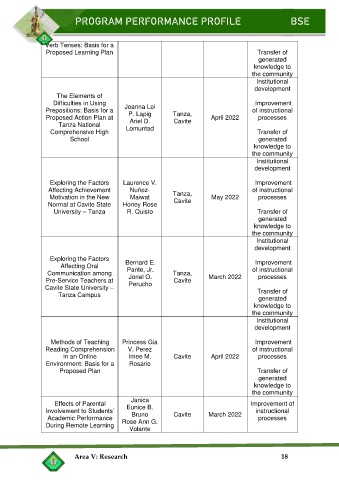 PROGRAM PERFORMANCE PROFILE BSE
Verb Tenses: Basis for a
Proposed Learning Plan
Transfer of
generated
knowledge to
the community
The Elements of
Difficulties in Using
Prepositions: Basis for a
Proposed Action Plan at
Tanza National
Comprehensive High
School
Joanna Lei
P. Lapig
Ariel D.
Lomuntad
Tanza,
Cavite
April 2022
Institutional
development
Improvement
of instructional
processes
Transfer of
generated
knowledge to
the community
Exploring the Factors
Affecting Achievement
Motivation in the New
Normal at Cavite State
University – Tanza
Laurence V.
Nuñez
Maiwat
Honey Rose
R. Quisto
Tanza,
Cavite
May 2022
Institutional
development
Improvement
of instructional
processes
Transfer of
generated
knowledge to
the community
Exploring the Factors
Affecting Oral
Communication among
Pre-Service Teachers at
Cavite State University –
Tanza Campus
Bernard E.
Pante, Jr.
Joriel O.
Perucho
Tanza,
Cavite
March 2022
Institutional
development
Improvement
of instructional
processes
Transfer of
generated
knowledge to
the community
Methods of Teaching
Reading Comprehension
in an Online
Environment: Basis for a
Proposed Plan
Princess Gia
V. Perez
Imee M.
Rosario
Cavite
April 2022
Institutional
development
Improvement
of instructional
processes
Transfer of
generated
knowledge to
the community
Effects of Parental
Involvement to Students'
Academic Performance
During Remote Learning
Janica
Eunice B.
Bruno
Rose Ann G.
Volante
Cavite
March 2022
Improvement of
instructional
processes
Area V: Research 18